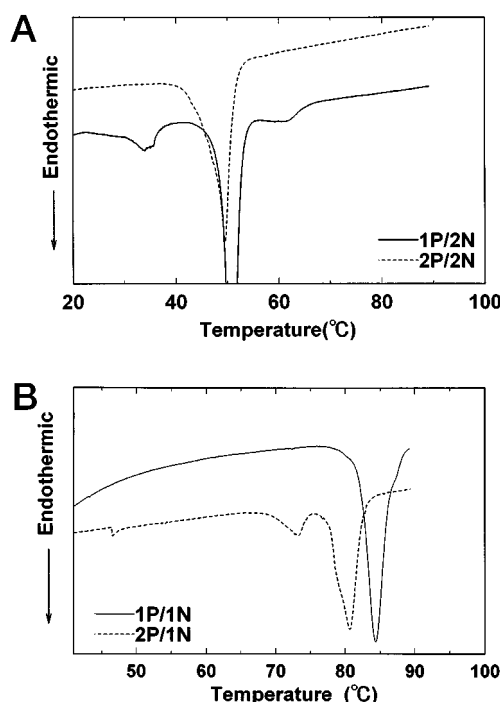 A
Endothermic
1P/2N
2P/2N
20 40 60 80 100
Temperature(℃)
B
Endothermic
1P/1N
2P/1N
50 60 70 80 90 100
Temperature (℃)